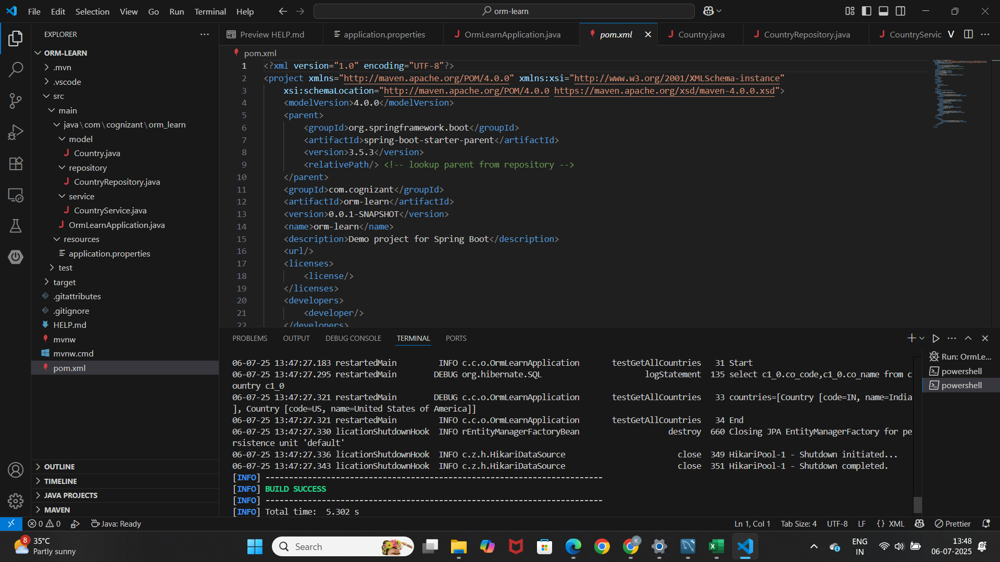 File Edit Selection View Go Run Terminal Help
orm-learn
EXPLORER
ORM-LEARN
.mvn
.vscode
src
main
java\com\cognizant\orm_learn
model
J Country.java
repository
J CountryRepository.java
service
J CountryService.java
J OrmLearnApplication.java
resources
application.properties
test
target
.gitattributes
.gitignore
HELP.md
mvnw
mvnw.cmd
pom.xml
OUTLINE
TIMELINE
JAVA PROJECTS
MAVEN
Preview HELP.md application.properties J OrmLearnApplication.java pom.xml J Country.java J CountryRepository.java J CountryServic V
pom.xml
1 <?xml version="1.0" encoding="UTF-8"?>
2 <project xmlns="http://maven.apache.org/POM/4.0.0" xmlns:xsi="http://www.w3.org/2001/XMLSchema-instance"
3 xsi:schemaLocation="http://maven.apache.org/POM/4.0.0 https://maven.apache.org/xsd/maven-4.0.0.xsd">
4 <modelVersion>4.0.0</modelVersion>
5 <parent>
6 <groupId>org.springframework.boot</groupId>
7 <artifactId>spring-boot-starter-parent</artifactId>
8 <version>3.5.3</version>
9 <relativePath/> <!-- lookup parent from repository -->
10 </parent>
11 <groupId>com.cognizant</groupId>
12 <artifactId>orm-learn</artifactId>
13 <version>0.0.1-SNAPSHOT</version>
14 <name>orm-learn</name>
15 <description>Demo project for Spring Boot</description>
16 <url/>
17 <licenses>
18 <license/>
19 </licenses>
20 <developers>
21 <developer/>
22 </developers>
PROBLEMS OUTPUT DEBUG CONSOLE TERMINAL PORTS
06-07-25 13:47:27.183 restartedMain INFO c.c.o.OrmLearnApplication testGetAllCountries 31 Start
06-07-25 13:47:27.295 restartedMain DEBUG org.hibernate.SQL logStatement 135 select c1_0.co_code,c1_0.co_name from c
ountry c1_0
06-07-25 13:47:27.321 restartedMain DEBUG c.c.o.OrmLearnApplication testGetAllCountries 33 countries=[Country [code=IN, name=India
], Country [code=US, name=United States of America]]
06-07-25 13:47:27.321 restartedMain INFO c.c.o.OrmLearnApplication testGetAllCountries 34 End
06-07-25 13:47:27.330 licationShutdownHook INFO rEntityManagerFactoryBean destroy 660 Closing JPA EntityManagerFactory for pe
rsistence unit 'default'
06-07-25 13:47:27.336 licationShutdownHook INFO c.z.h.HikariDataSource close 349 HikariPool-1 - Shutdown initiated...
06-07-25 13:47:27.343 licationShutdownHook INFO c.z.h.HikariDataSource close 351 HikariPool-1 - Shutdown completed.
[INFO] ------------------------------------------------------------------------
[INFO] BUILD SUCCESS
[INFO] ------------------------------------------------------------------------
[INFO] Total time: 5.302 s
Run: OrmLe...
powershell
powershell
0 0 Java: Ready Ln 1, Col 1 Tab Size: 4 UTF-8 LF {} XML Prettier
8 35°C
Partly sunny
Search
K
ENG
IN
13:48
06-07-2025